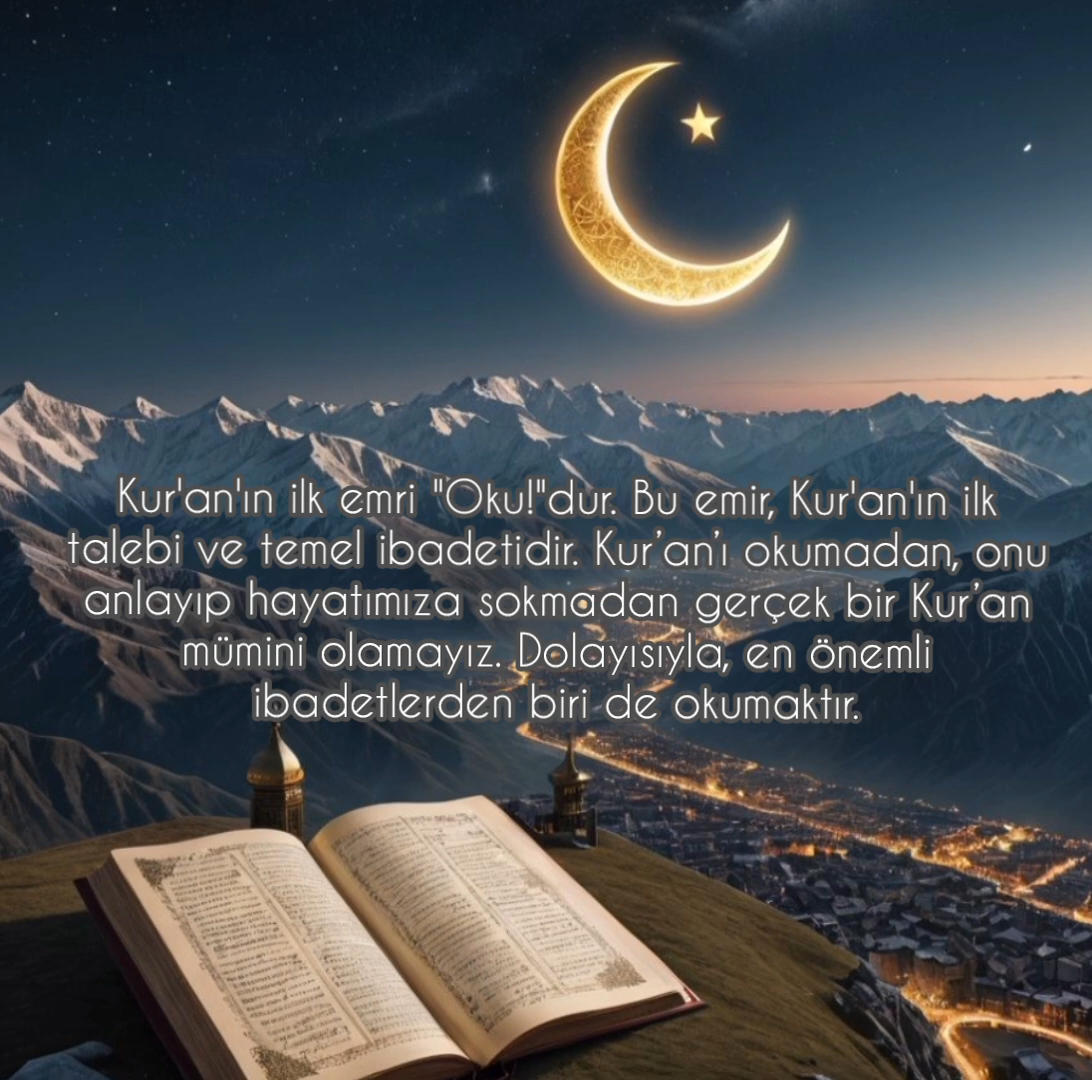 Kur'an'ın ilk emri "Oku!"dur. Bu emir, Kur'an'ın ilk
talebi ve temel ibadetidir. Kur’an’ı okumadan, onu
anlayıp hayatımıza sokmadan gerçek bir Kur’an
mümini olamayız. Dolayısıyla, en önemli
ibadetlerden biri de okumaktır.